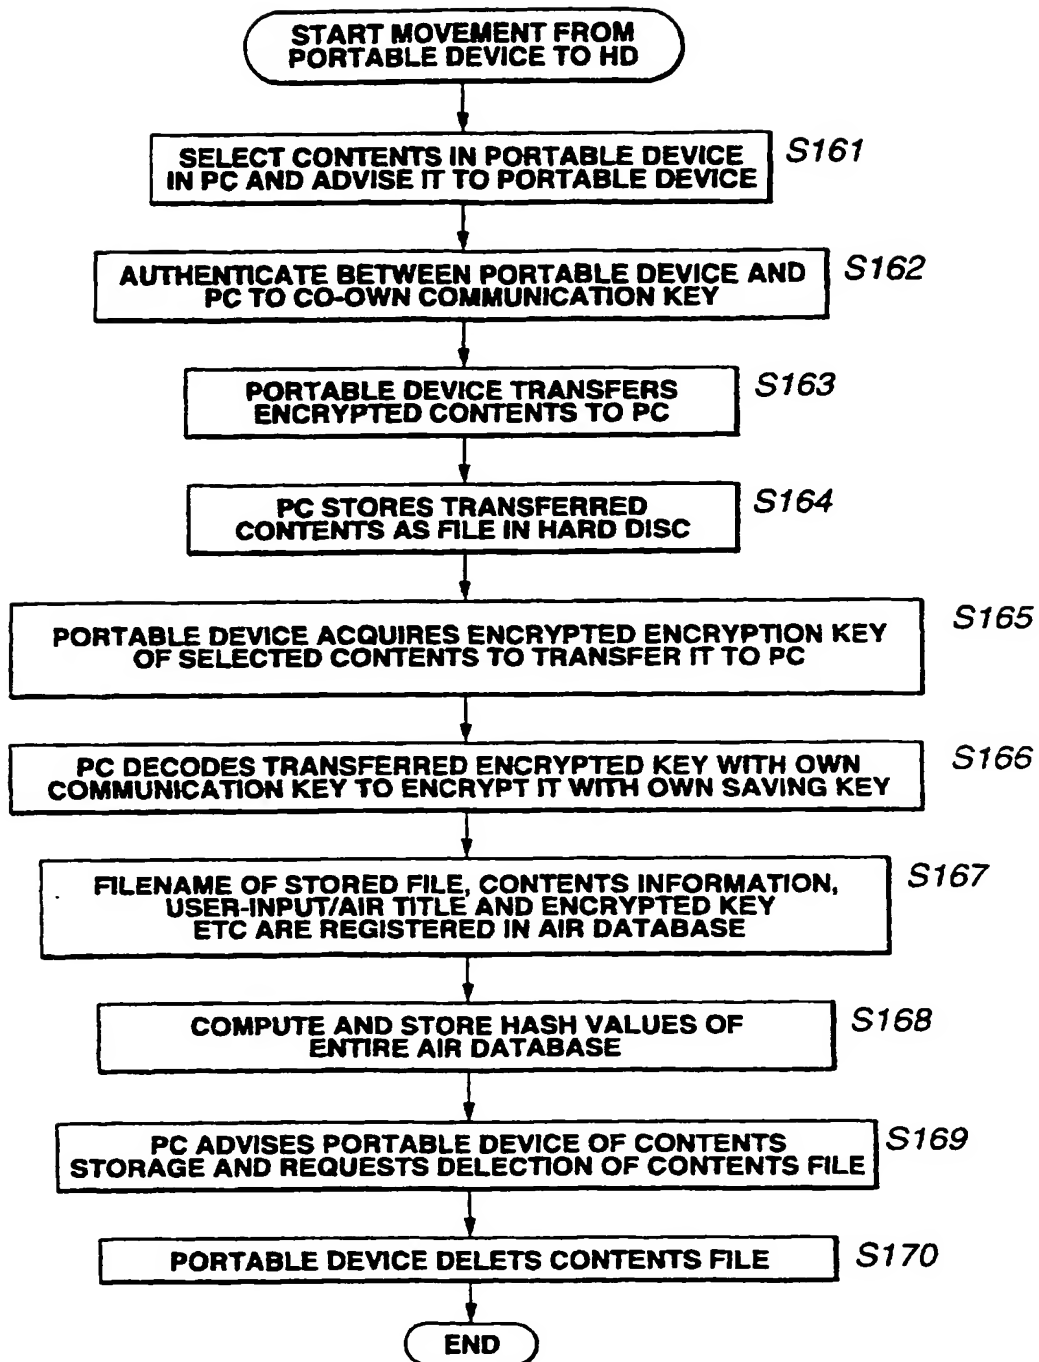 START MOVEMENT FROM
PORTABLE DEVICE TO HD
SELECT CONTENTS IN PORTABLE DEVICE
IN PC AND ADVISE IT TO PORTABLE DEVICE
S161
AUTHENTICATE BETWEEN PORTABLE DEVICE AND
PC TO CO-OWN COMMUNICATION KEY
S162
PORTABLE DEVICE TRANSFERS
ENCRYPTED CONTENTS TO PC
S163
PC STORES TRANSFERRED
CONTENTS AS FILE IN HARD DISC
S164
PORTABLE DEVICE ACQUIRES ENCRYPTED ENCRYPTION KEY
OF SELECTED CONTENTS TO TRANSFER IT TO PC
S165
PC DECODES TRANSFERRED ENCRYPTED KEY WITH OWN
COMMUNICATION KEY TO ENCRYPT IT WITH OWN SAVING KEY
S166
FILENAME OF STORED FILE, CONTENTS INFORMATION,
USER-INPUT/AIR TITLE AND ENCRYPTED KEY
ETC ARE REGISTERED IN AIR DATABASE
S167
COMPUTE AND STORE HASH VALUES OF
ENTIRE AIR DATABASE
S168
PC ADVISES PORTABLE DEVICE OF CONTENTS
STORAGE AND REQUESTS DELECTION OF CONTENTS FILE
S169
PORTABLE DEVICE DELETS CONTENTS FILE
S170
END